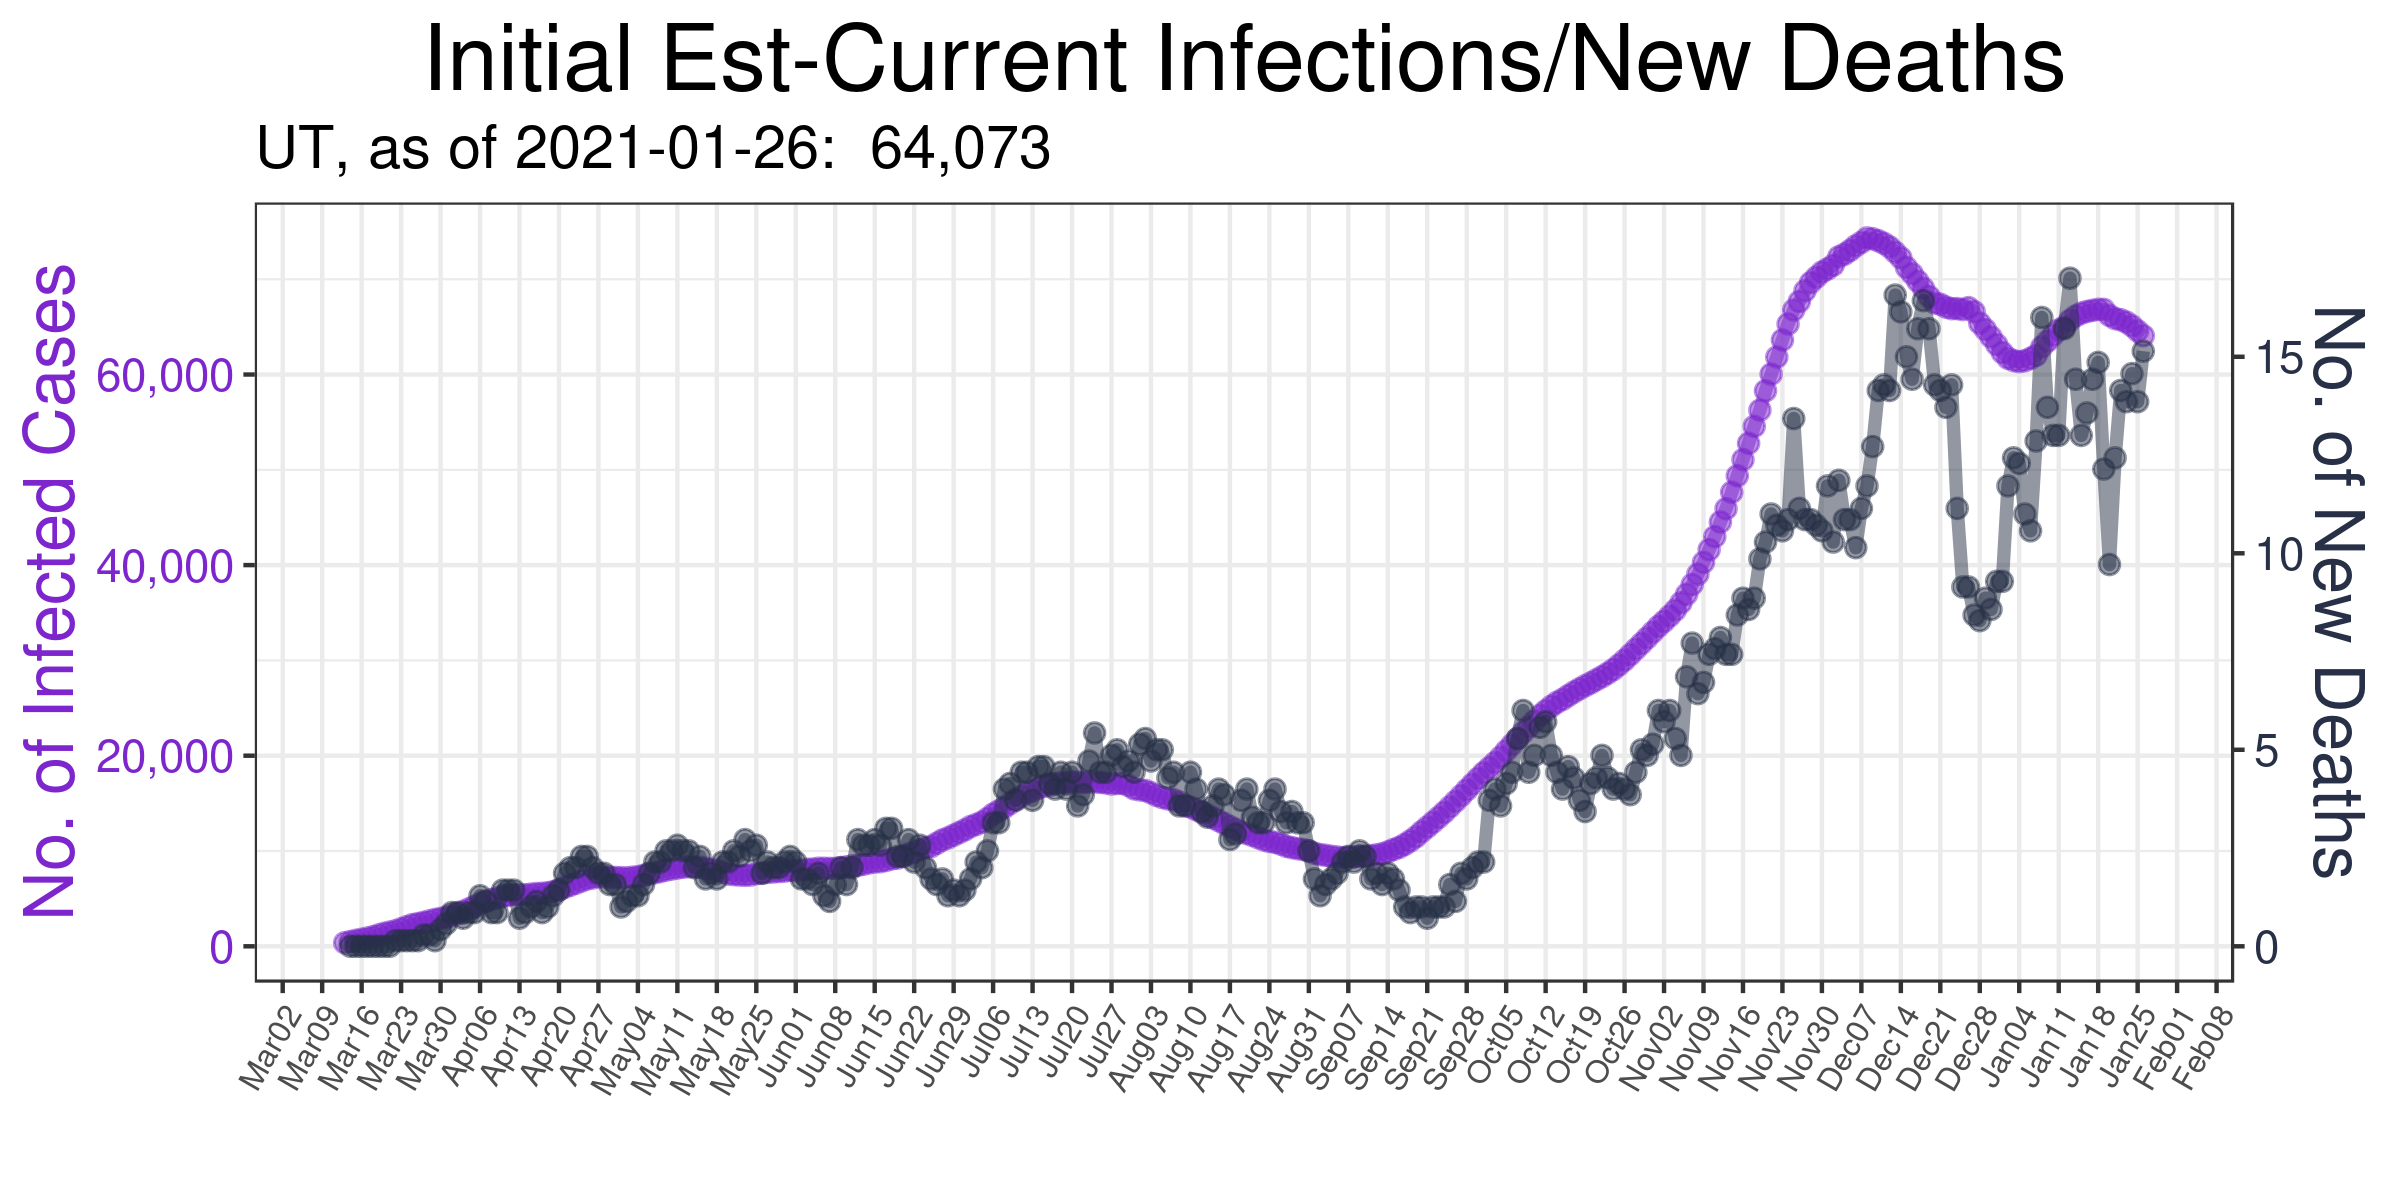 Initial Est-Current Infections/New Deaths
UT, as of 2021-01-26:  64,073
No. of Infected Cases
60,000
40,000
20,000
0
15
10
5
0
No. of New Deaths
Mar02
Mar09
Mar16
Mar23
Mar30
Apr06
Apr13
Apr20
Apr27
May04
May11
May18
May25
Jun01
Jun08
Jun15
Jun22
Jun29
Jul06
Jul13
Jul20
Jul27
Aug03
Aug10
Aug17
Aug24
Aug31
Sep07
Sep14
Sep21
Sep28
Oct05
Oct12
Oct19
Oct26
Nov02
Nov09
Nov16
Nov23
Nov30
Dec07
Dec14
Dec21
Dec28
Dec04
Jan11
Jan18
Jan25
Feb01
Feb08